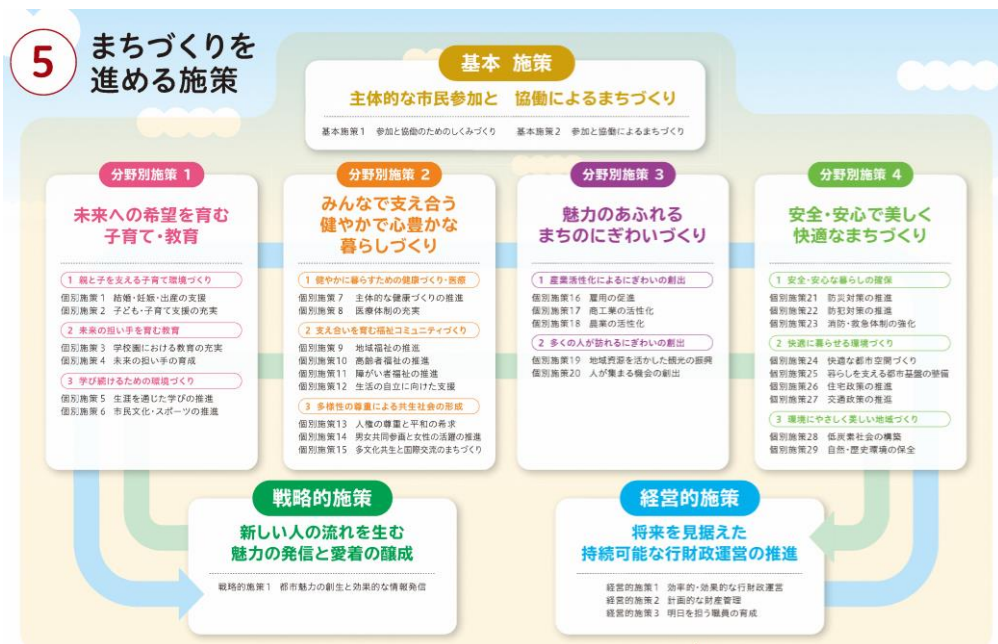 5
まちづくりを
進める施策
基本 施策
主体的な市民参加と 協働によるまちづくり
基本施策1 参加と協働のためのしくみづくり 基本施策2 参加と協働によるまちづくり
分野別施策 1
未来への希望を育む
子育て・教育
1 親と子を支える子育て環境づくり
個別施策1 結婚・妊娠・出産の支援
個別施策2 子ども・子育て支援の充実
2 未来の担い手を育む教育
個別施策3 学校園における教育の充実
個別施策4 未来の担い手の育成
3 学び続けるための環境づくり
個別施策5 生涯を通じた学びの推進
個別施策6 市民文化・スポーツの推進
分野別施策 2
みんなで支え合う
健やかで心豊かな
暮らしづくり
1 健やかに暮らすための健康づくり・医療
個別施策7 主体的な健康づくりの推進
個別施策8 医療体制の充実
2 支え合いを育む福祉コミュニティづくり
個別施策9 地域福祉の推進
個別施策10 高齢者福祉の推進
個別施策11 障がい者福祉の推進
個別施策12 生活の自立に向けた支援
3 多様性の尊重による共生社会の形成
個別施策13 人権の尊重と平和の希求
個別施策14 男女共同参画と女性の活躍の推進
個別施策15 多文化共生と国際交流のまちづくり
分野別施策 3
魅力のあふれる
まちのにぎわいづくり
1 産業活性化によるにぎわいの創出
個別施策16 雇用の促進
個別施策17 商工業の活性化
個別施策18 農業の活性化
2 多くの人が訪れるにぎわいの創出
個別施策19 地域資源を活かした観光の振興
個別施策20 人が集まる機会の創出
分野別施策 4
安全・安心で美しく
快適なまちづくり
1 安全・安心な暮らしの確保
個別施策21 防災対策の推進
個別施策22 防犯対策の推進
個別施策23 消防・救急体制の強化
2 快適に暮らせる環境づくり
個別施策24 快適な都市空間づくり
個別施策25 暮らしを支える都市基盤の整備
個別施策26 住宅政策の推進
個別施策27 交通政策の推進
3 環境にやさしく美しい地域づくり
個別施策28 低炭素社会の構築
個別施策29 自然・歴史環境の保全
戦略的施策
新しい人の流れを生む
魅力の発信と愛着の醸成
戦略的施策1 都市魅力の創生と効果的な情報発信
経営的施策
将来を見据えた
持続可能な行財政運営の推進
経営的施策1 効率的・効果的な行財政運営
経営的施策2 計画的な財産管理
経営的施策3 明日を担う職員の育成